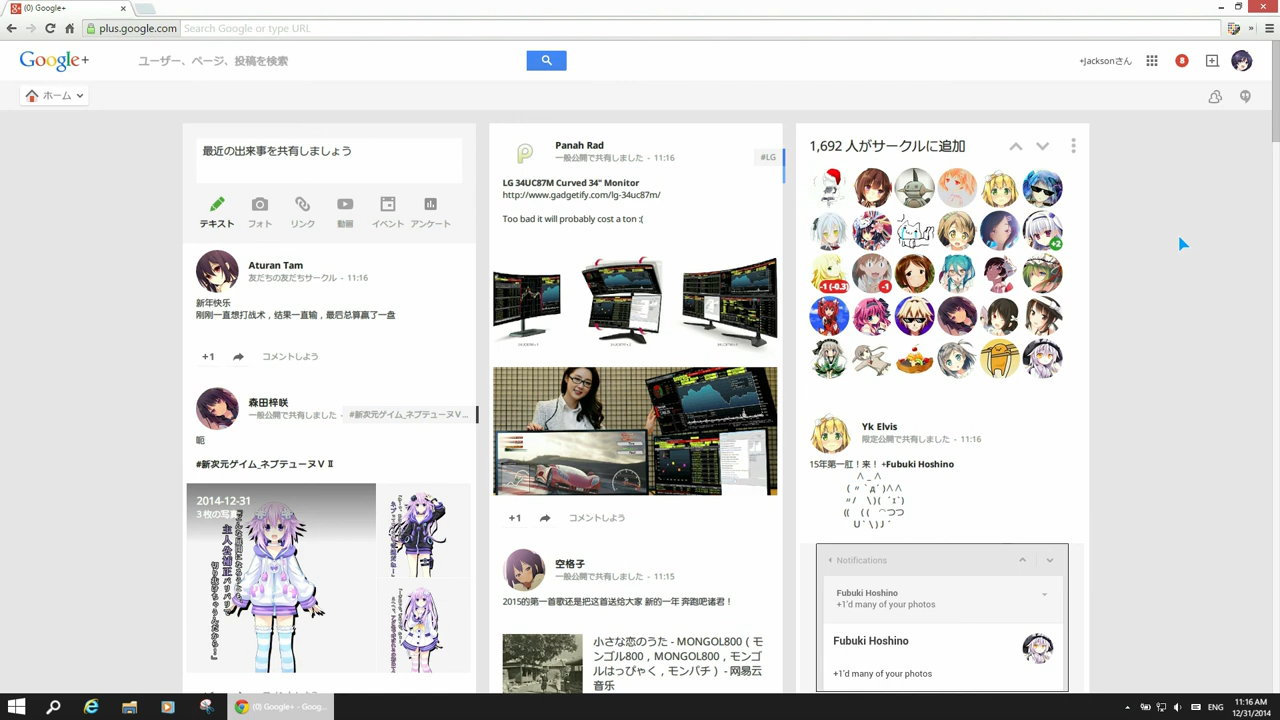 (0) Google+
plus.google.com
Search Google or type URL
Google+
ユーザー、ページ、投稿を検索
+Jacksonさん
8
ホーム
最近の出来事を共有しましょう
テキスト
フォト
リンク
動画
イベント
アンケート
Aturan Tam
友だちの友だちサークル - 11:16
新年快乐
刚刚一直想打战术，结果一直输，最后总算赢了一盘
+1
コメントしよう
森田梓咲
一般公開で共有しました -
#新次元ゲイム_ネプテューヌV...
呃
#新次元ゲイム_ネプテューヌVⅡ
2014-12-31
3 枚の写真
Panah Rad
一般公開で共有しました - 11:16
#LG
LG 34UC87M Curved 34" Monitor
http://www.gadgetify.com/lg-34uc87m/
Too bad it will probably cost a ton :(
+1
コメントしよう
空格子
一般公開で共有しました - 11:15
2015的第一首歌还是把这首送给大家 新的一年 奔跑吧诸君！
小さな恋のうた - MONGOL800（モ
ンゴル800，MONGOL800，モンゴ
ルはっぴゃく，モンパチ） - 网易云
音乐
1,692 人がサークルに追加
+2
-1 (-0.3)
-1
Yk Elvis
限定公開で共有しました - 11:16
15年第一肛！来！ +Fubuki Hoshino
Notifications
Fubuki Hoshino
+1'd many of your photos
Fubuki Hoshino
+1'd many of your photos
(0) Google+ - Goog...
ENG
11:16 AM
12/31/2014